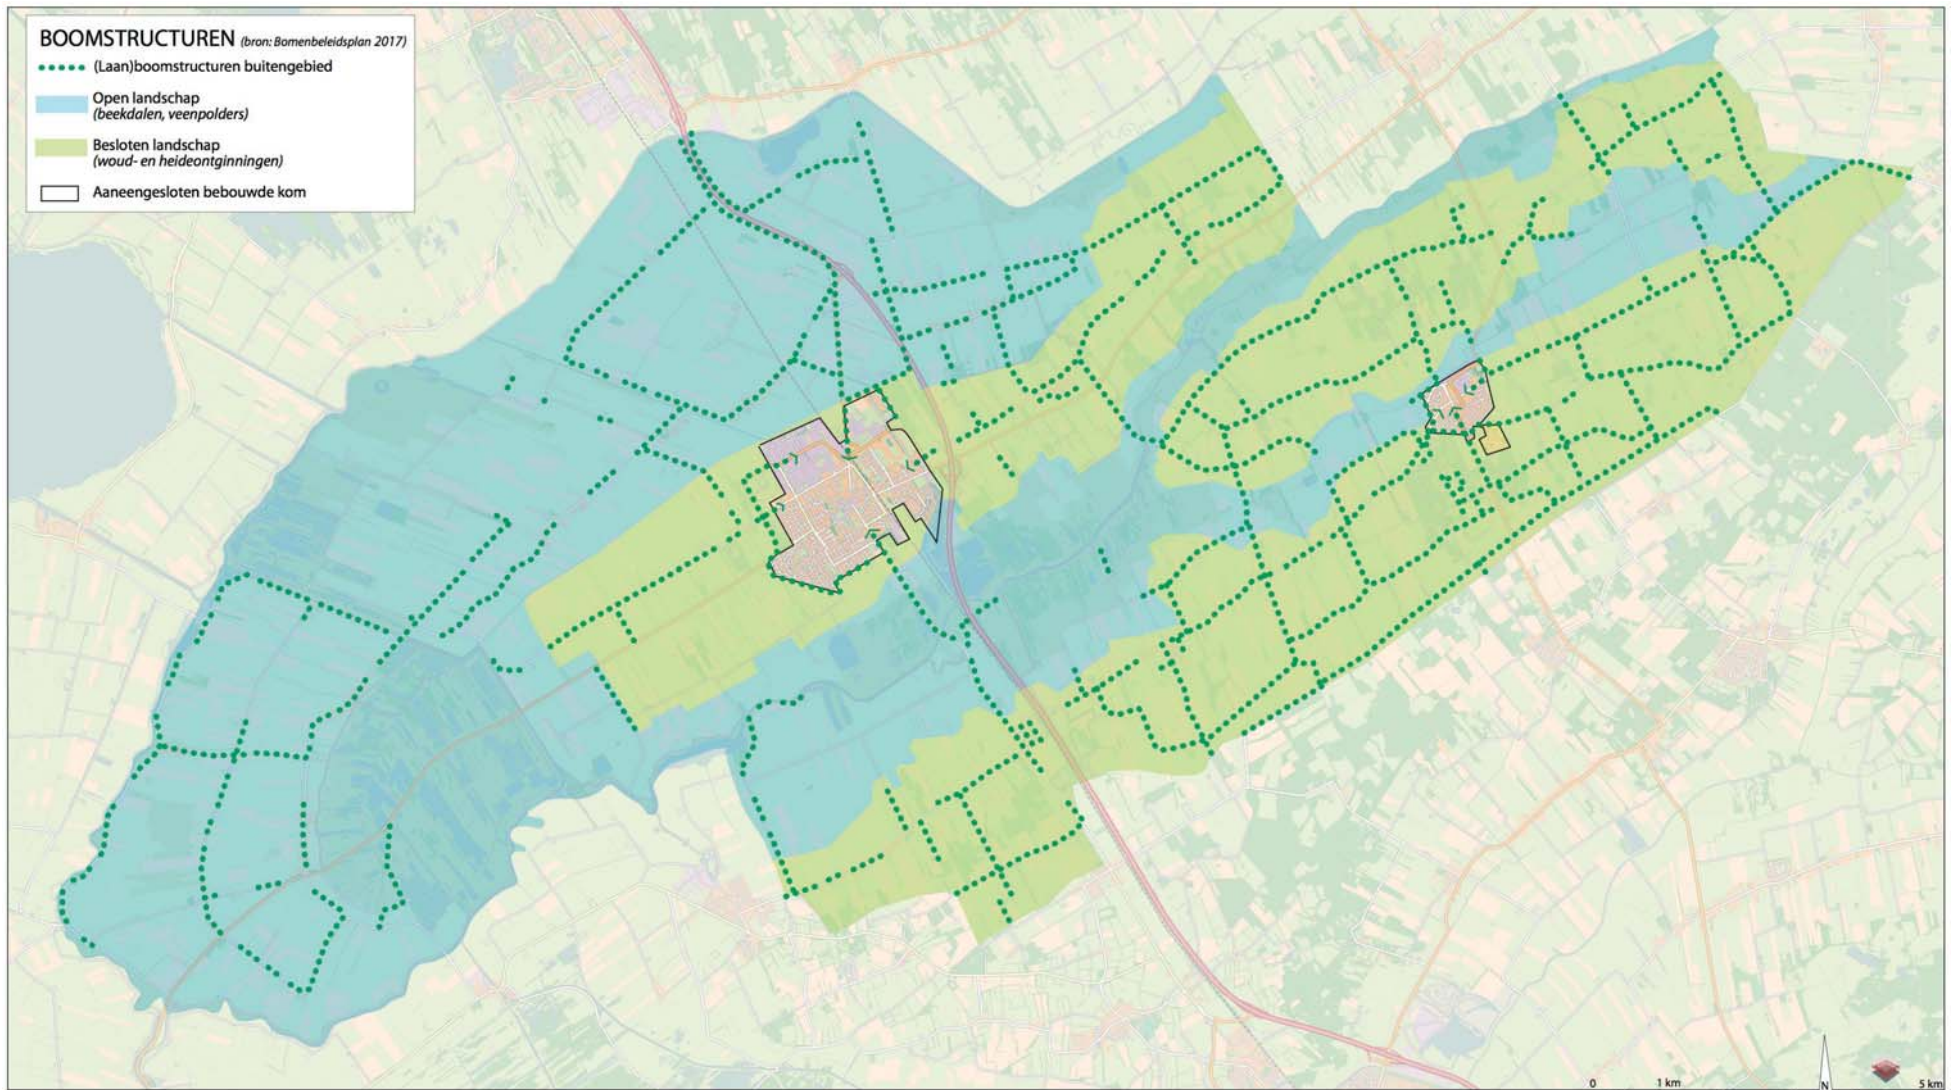 BOOMSTRUCTUREN (bron: Bomenbeleidsplan 2017)
(Laan)boomstructuren buitengebied
Open landschap
(beekdalen, veenpolders)
Besloten landschap
(woud- en heideontginningen)
Aaneengesloten bebouwde kom
0 1 km 5 km
N